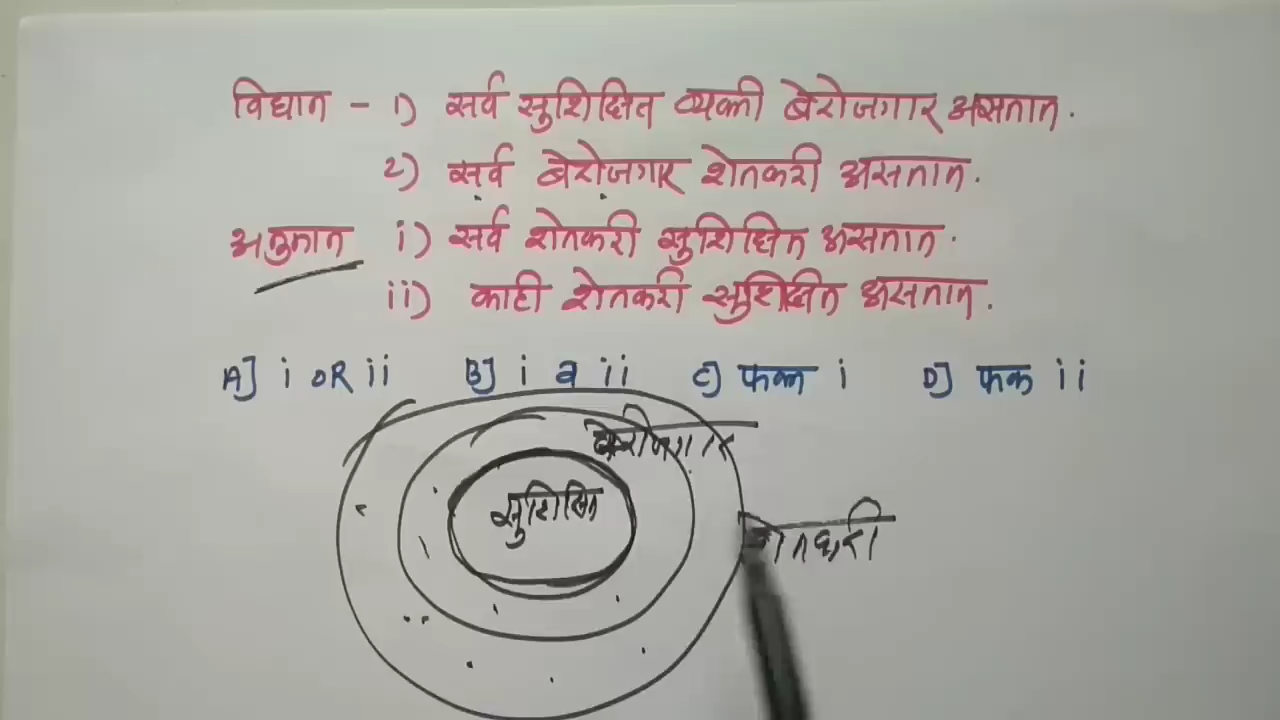 विधान - 1) सर्व सुशिक्षित व्यक्ती बेरोजगार असतात.
2) सर्व बेरोजगार शेतकरी असतात.
अनुमान i) सर्व शेतकरी सुशिक्षित असतात.
ii) काही शेतकरी सुशिक्षित असतात.
A] i OR ii B] i व ii C] फक्त i D] फक्त ii
बेरोजगार
सुशिक्षित
शेतकरी